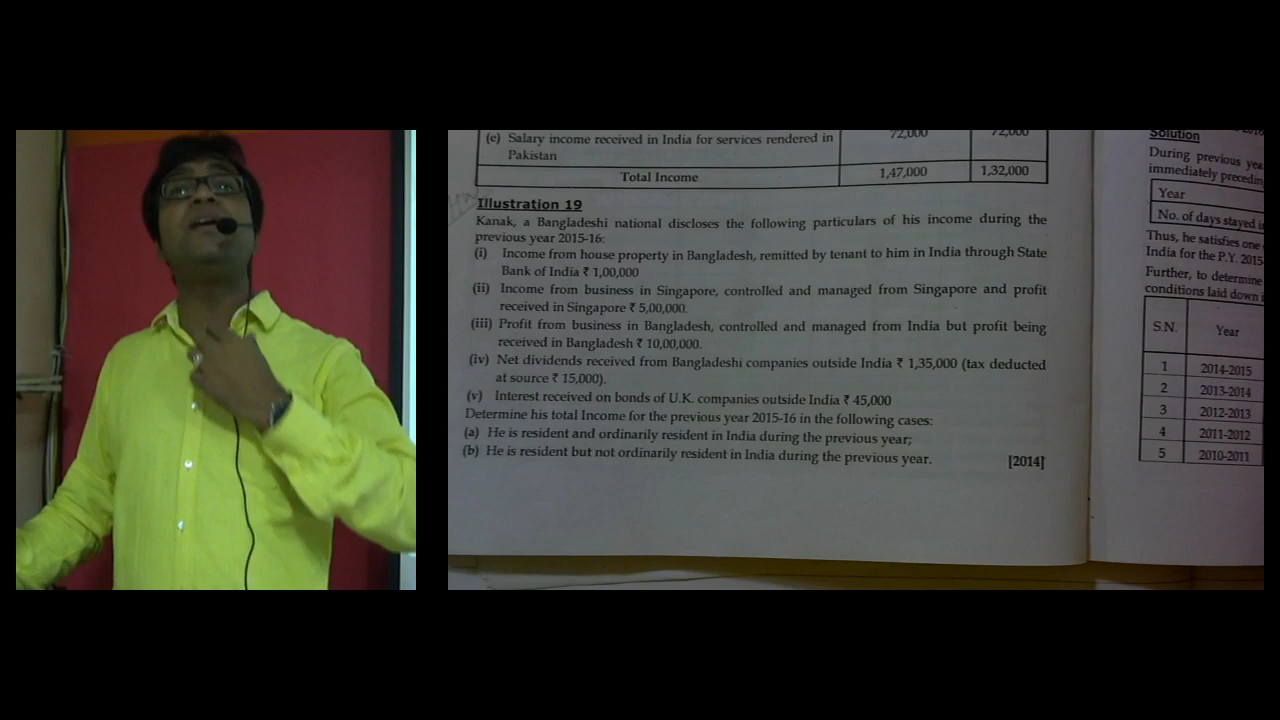 (e) Salary income received in India for services rendered in 72,000 72,000
Pakistan
Total Income 1,47,000 1,32,000
Illustration 19
Kanak, a Bangladeshi national discloses the following particulars of his income during the
previous year 2015-16:
(i) Income from house property in Bangladesh, remitted by tenant to him in India through State
Bank of India ₹ 1,00,000
(ii) Income from business in Singapore, controlled and managed from Singapore and profit
received in Singapore ₹ 5,00,000.
(iii) Profit from business in Bangladesh, controlled and managed from India but profit being
received in Bangladesh ₹ 10,00,000.
(iv) Net dividends received from Bangladeshi companies outside India ₹ 1,35,000 (tax deducted
at source ₹ 15,000).
(v) Interest received on bonds of U.K. companies outside India ₹ 45,000
Determine his total Income for the previous year 2015-16 in the following cases:
(a) He is resident and ordinarily resident in India during the previous year;
(b) He is resident but not ordinarily resident in India during the previous year. [2014]
Solution
During previous
immediately
Year
No. of days stayed
Thus, he satisfies one
India for the P.Y. 2015
Further, to determine
conditions laid down
S.N. Year
1 2014-2015
2 2013-2014
3 2012-2013
4 2011-2012
5 2010-2011